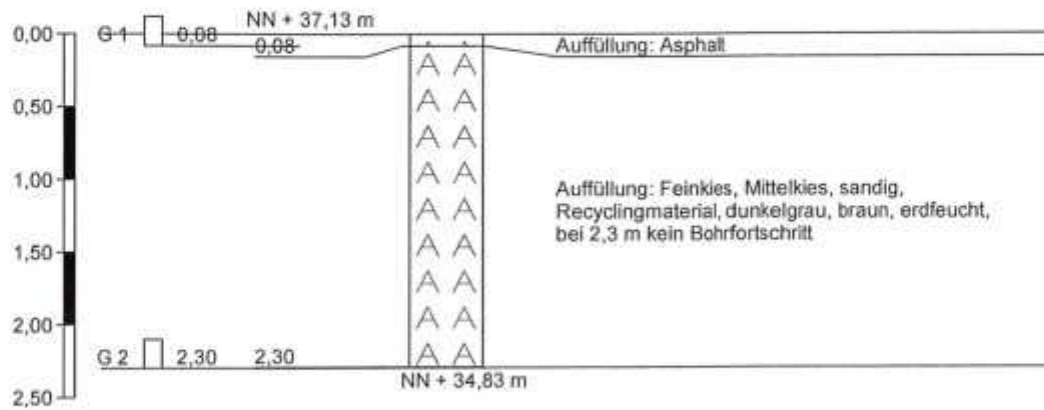 NN + 37,13 m
0,00
G 1 0,08
0,08
Auffüllung: Asphalt
A A
A A
0,50
A A
A A
1,00
Auffüllung: Feinkies, Mittelkies, sandig,
Recyclingmaterial, dunkelgrau, braun, erdfeucht,
bei 2,3 m kein Bohrfortschritt
A A
A A
1,50
A A
A A
2,00
A A
G 2 2,30 2,30
NN + 34,83 m
2,50